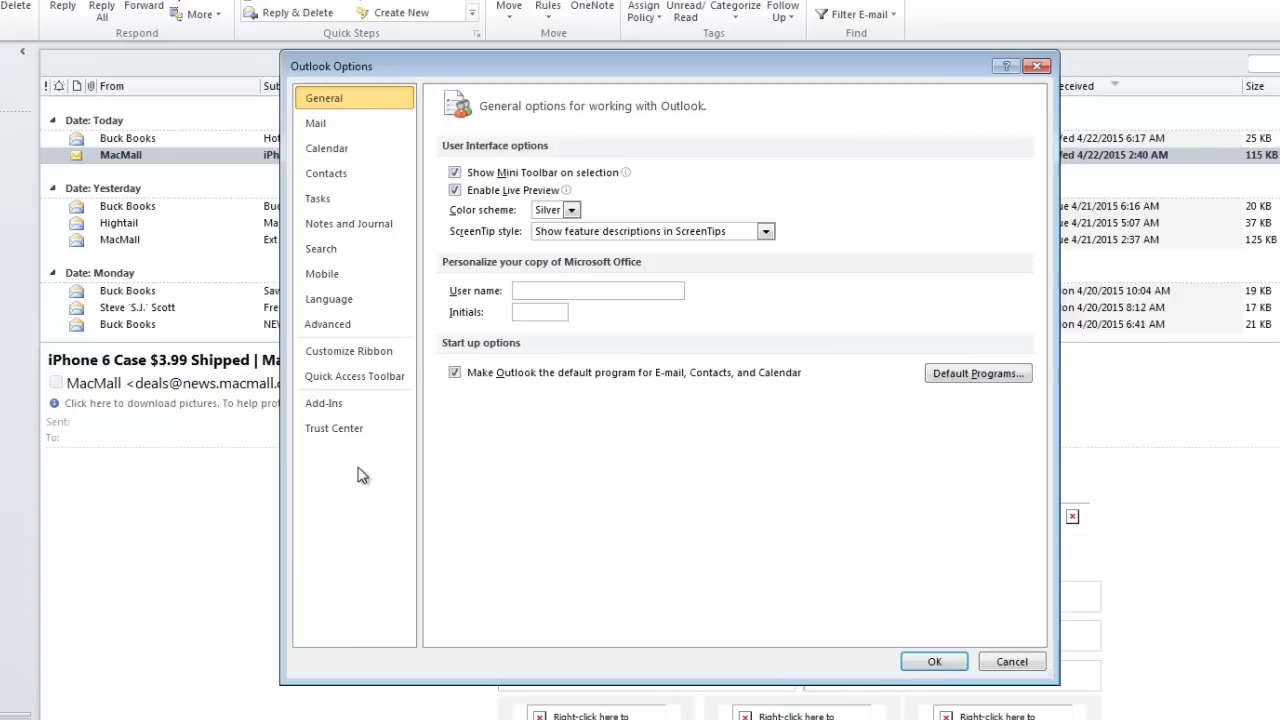 Delete
Reply
Reply All
Forward
More
Respond
Reply & Delete
Create New
Quick Steps
Move
Rules
OneNote
Move
Assign Policy
Unread/ Read
Categorize
Follow Up
Tags
Filter E-mail
Find
! From
Size
Date: Today
Buck Books
Wed 4/22/2015 6:17 AM 25 KB
MacMall
Wed 4/22/2015 2:40 AM 115 KB
Date: Yesterday
Buck Books
4/21/2015 6:16 AM 20 KB
Hightail
4/21/2015 5:07 AM 37 KB
MacMall Ext
4/21/2015 2:37 AM 125 KB
Date: Monday
Buck Books
4/20/2015 10:04 AM 19 KB
Steve 'S.J.' Scott
4/20/2015 8:12 AM 17 KB
Buck Books
4/20/2015 6:41 AM 21 KB
iPhone 6 Case $3.99 Shipped |
MacMall <deals@news.macmall.
Click here to download pictures. To help
Sent:
To:
Outlook Options
General
Mail
Calendar
Contacts
Tasks
Notes and Journal
Search
Mobile
Language
Advanced
Customize Ribbon
Quick Access Toolbar
Add-Ins
Trust Center
General options for working with Outlook.
User Interface options
Show Mini Toolbar on selection
Enable Live Preview
Color scheme: Silver
ScreenTip style: Show feature descriptions in ScreenTips
Personalize your copy of Microsoft Office
User name:
Initials:
Start up options
Make Outlook the default program for E-mail, Contacts, and Calendar
Default Programs...
OK
Cancel
Right-click here to
Right-click here to
Right-click here to